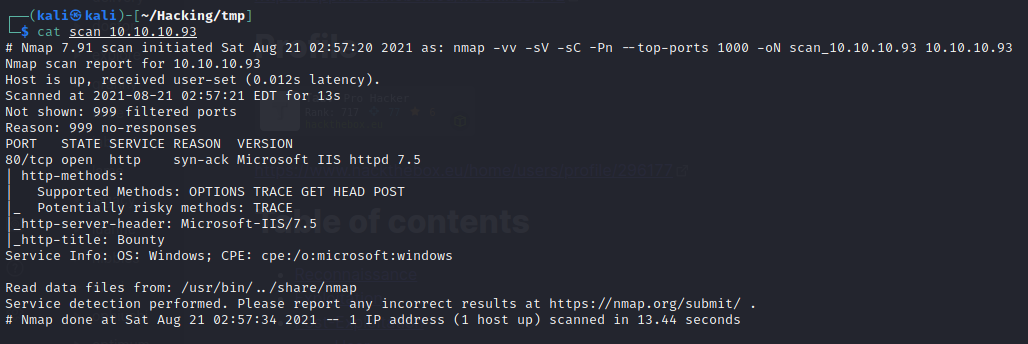 ┌──(kali㉿kali)-[~/Hacking/tmp]
└─$ cat scan_10.10.10.93
# Nmap 7.91 scan initiated Sat Aug 21 02:57:20 2021 as: nmap -vv -sV -sC -Pn --top-ports 1000 -oN scan_10.10.10.93 10.10.10.93
Nmap scan report for 10.10.10.93
Host is up, received user-set (0.012s latency).
Scanned at 2021-08-21 02:57:21 EDT for 13s
Not shown: 999 filtered ports
Reason: 999 no-responses
PORT   STATE SERVICE REASON  VERSION
80/tcp open  http    syn-ack Microsoft IIS httpd 7.5
| http-methods:
|   Supported Methods: OPTIONS TRACE GET HEAD POST
|_  Potentially risky methods: TRACE
|_http-server-header: Microsoft-IIS/7.5
|_http-title: Bounty
Service Info: OS: Windows; CPE: cpe:/o:microsoft:windows
Read data files from: /usr/bin/../share/nmap
Service detection performed. Please report any incorrect results at https://nmap.org/submit/ .
# Nmap done at Sat Aug 21 02:57:34 2021 -- 1 IP address (1 host up) scanned in 13.44 seconds
Profile
Table of contents